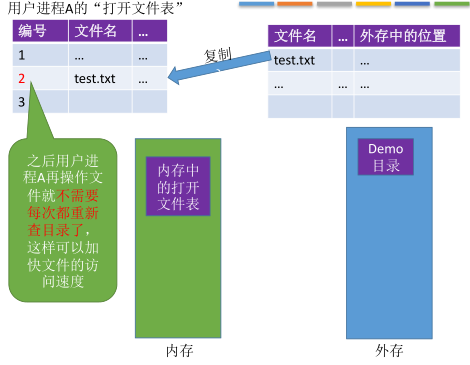 用户进程A的“打开文件表”
编号 文件名 …
1 … …
2 test.txt …
3
复制
文件名 … 外存中的位置
test.txt …
… … …
之后用户进
程A再操作文
件就不需要
每次都重新
查目录了，
这样可以加
快文件的访
问速度
内存中
的打开
文件表
内存
Demo
目录
外存